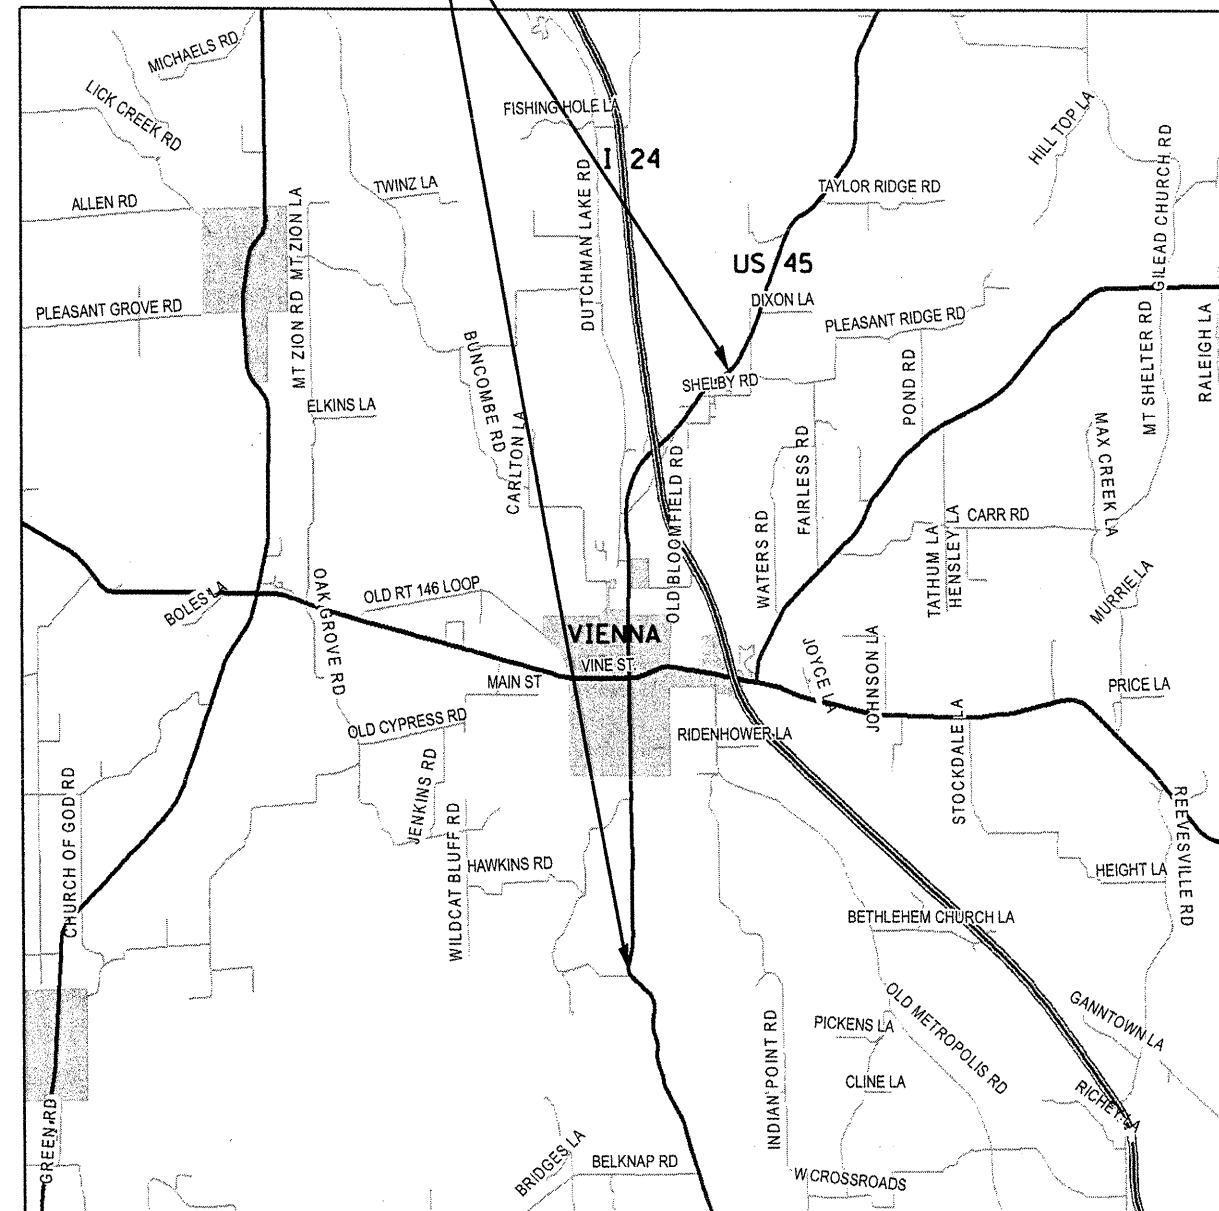 MICHAELS RD
LICK CREEK RD
FISHING HOLE LA
HILL TOP LA
I 24
GILEAD CHURCH RD
ALLEN RD
TWINZ LA
TAYLOR RIDGE RD
MT ZION LA
DUTCHMAN LAKE RD
US 45
PLEASANT GROVE RD
MT ZION RD
DIXON LA
PLEASANT RIDGE RD
MT SHELTER RD
RALEIGH LA
BUNCOMBE RD
SHELBY RD
POND RD
ELKINS LA
CARLTON LA
OLD BLOOMFIELD RD
FAIRLESS RD
MAX CREEK LA
WATERS RD
CARR RD
TATHUM LA
HENSLEY LA
BOLES LA
OAK GROVE RD
OLD RT 146 LOOP
MURRIE LA
VIENNA
VINE ST
MAIN ST
JOYCE LA
JOHNSON LA
PRICE LA
OLD CYPRESS RD
RIDENHOWER LA
STOCKDALE LA
CHURCH OF GOD RD
JENKINS RD
WILDCAT BLUFF RD
HAWKINS RD
HEIGHT LA
REEVESVILLE RD
BETHLEHEM CHURCH LA
OLD METROPOLIS RD
GANNTOWN LA
PICKENS LA
INDIAN POINT RD
CLINE LA
RICHEY LA
GREEN RD
BRIDGES LA
BELKNAP RD
W CROSSROADS